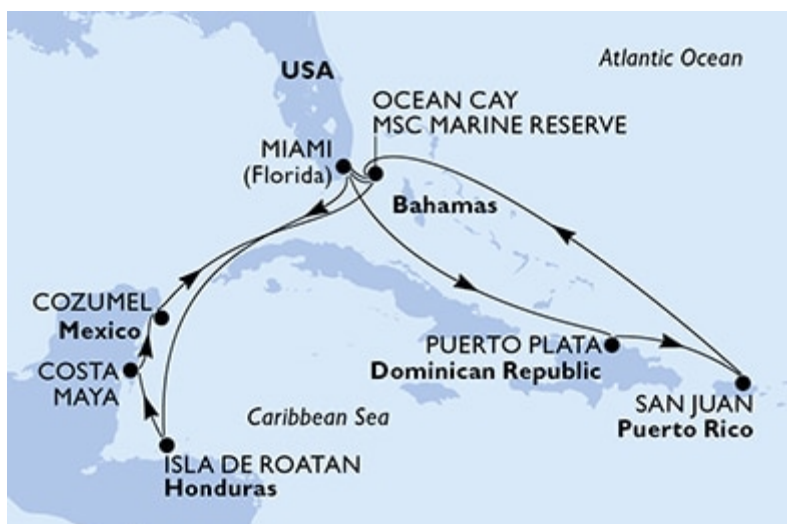 Atlantic Ocean
USA
OCEAN CAY
MSC MARINE RESERVE
MIAMI
(Florida)
Bahamas
COZUMEL
Mexico
PUERTO PLATA
Dominican Republic
COSTA
MAYA
SAN JUAN
Puerto Rico
Caribbean Sea
ISLA DE ROATAN
Honduras